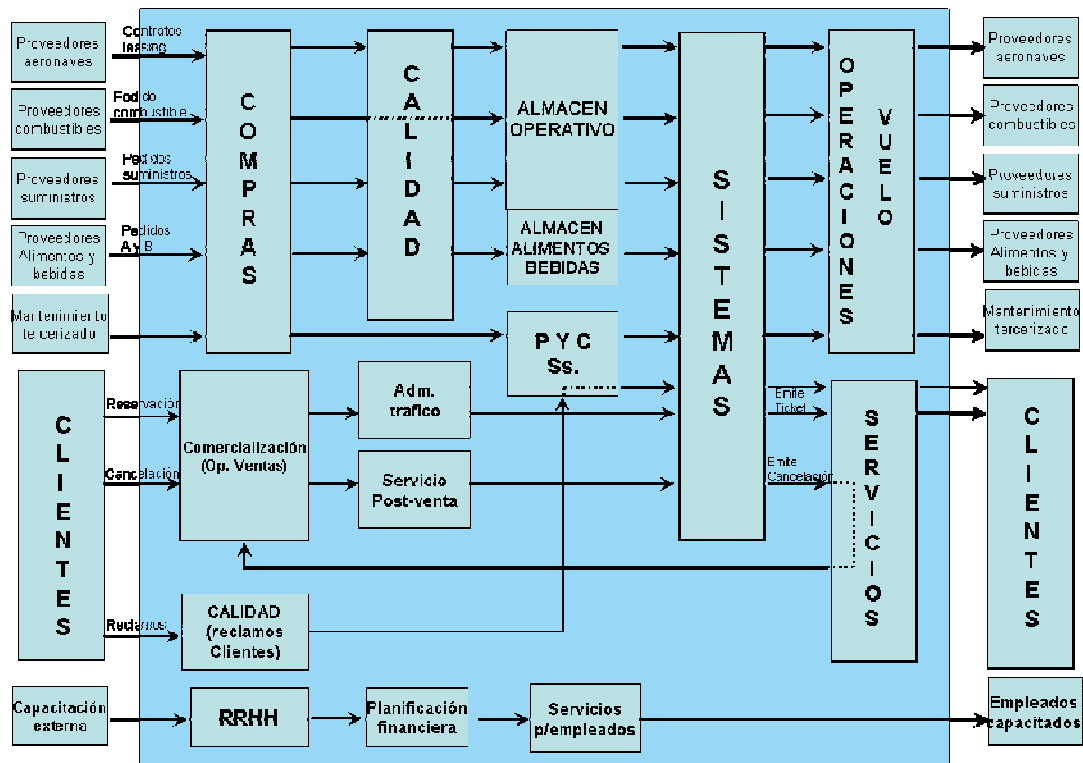 Proveedores
aeronaves
Proveedores
combustibles
Proveedores
suministros
Proveedores
Alimentos y
bebidas
Mantenimiento
tercerizado
Contratos
leasing
combustible
Pedidos
suministros
Pedidos
A y B
COMPRAS
CALIDAD
ALMACEN
OPERATIVO
ALMACEN
ALIMENTOS
BEBIDAS
P Y C
Ss.
SISTEMAS
OPERACIONES
VUELO
Proveedores
aeronaves
Proveedores
combustibles
Proveedores
suministros
Proveedores
Alimentos y
bebidas
Mantenimiento
tercerizado
CLIENTES
Reservación
Cancelación
Reclamos
Comercialización
(Op. Ventas)
Adm.
trafico
Servicio
Post-venta
CALIDAD
(reclamos
Clientes)
Emite
Ticket
Emite
Cancelación
SERVICIOS
CLIENTES
Capacitación
externa
RRHH
Planificación
financiera
Servicios
p/empleados
Empleados
capacitados